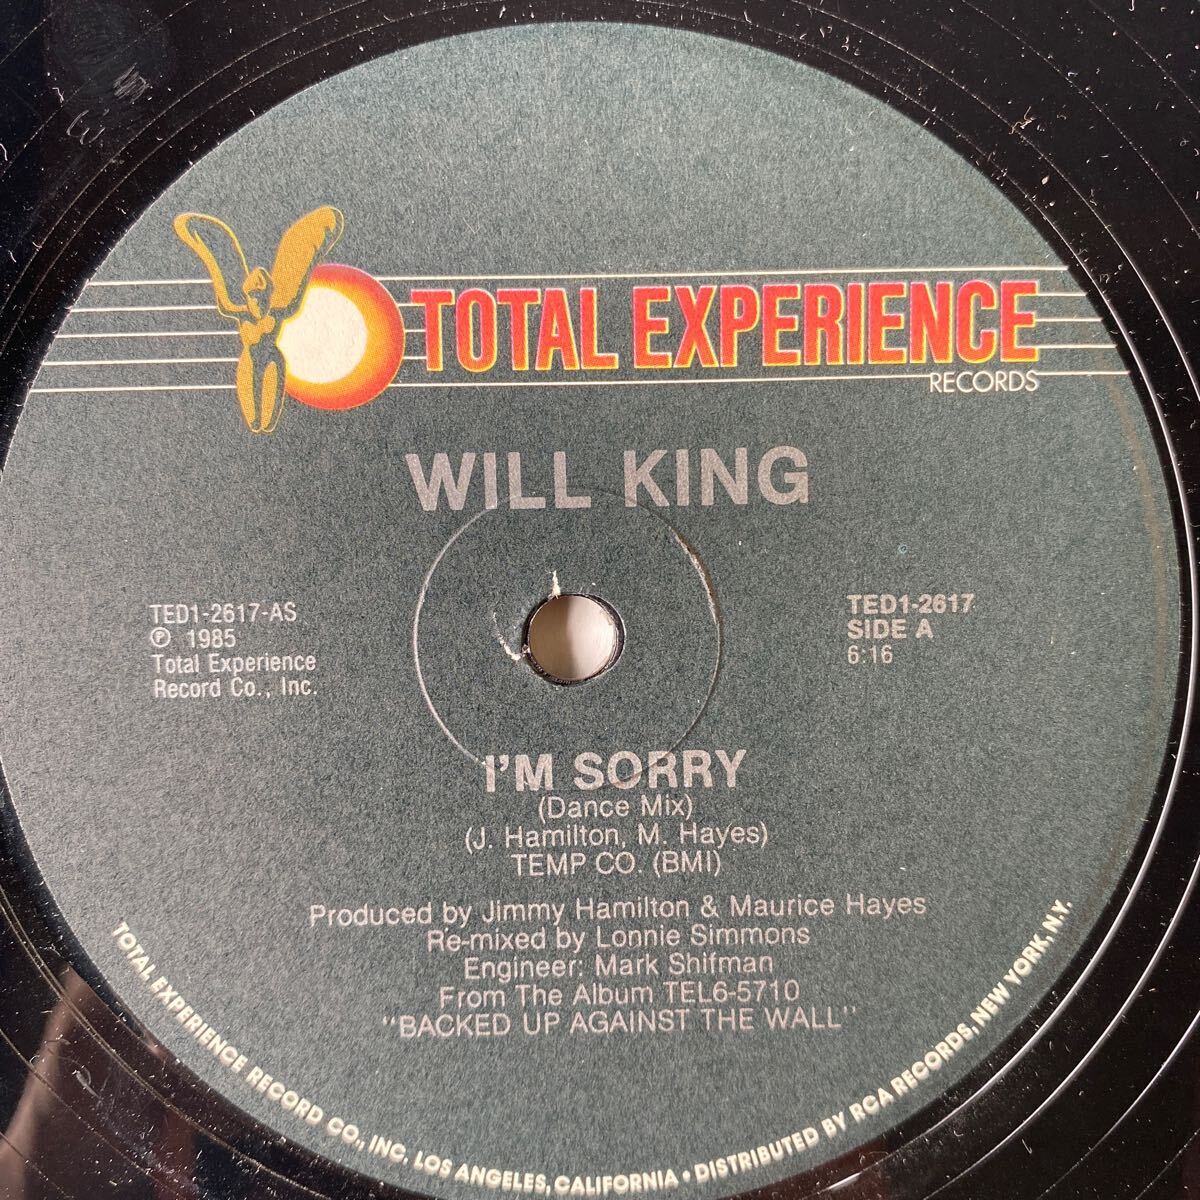 TOTAL EXPERIENCE
RECORDS
WILL KING
TED1-2617-AS
℗ 1985
Total Experience
Record Co., Inc.
TED1-2617
SIDE A
6:16
I'M SORRY
(Dance Mix)
(J. Hamilton, M. Hayes)
TEMP CO. (BMI)
Produced by Jimmy Hamilton & Maurice Hayes
Re-mixed by Lonnie Simmons
Engineer: Mark Shifman
From The Album TEL6-5710
"BACKED UP AGAINST THE WALL"
TOTAL EXPERIENCE RECORD CO., INC. LOS ANGELES, CALIFORNIA • DISTRIBUTED BY RCA RECORDS, NEW YORK, N.Y.